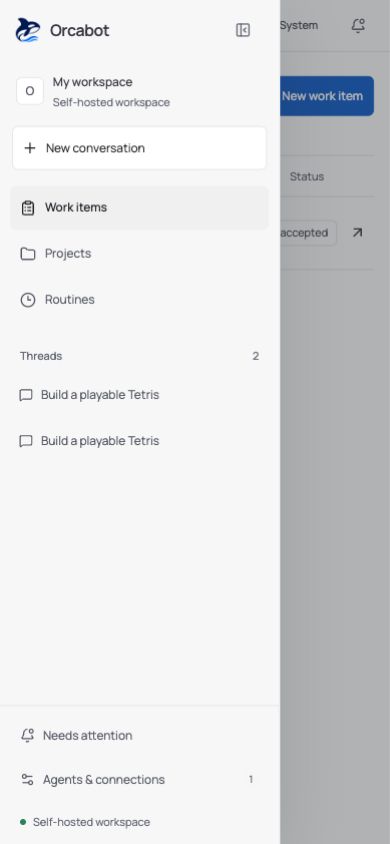 Orcabot
System
O
My workspace
Self-hosted workspace
New work item
New conversation
Status
Work items
accepted
Projects
Routines
Threads 2
Build a playable Tetris
Build a playable Tetris
Needs attention
Agents & connections 1
Self-hosted workspace